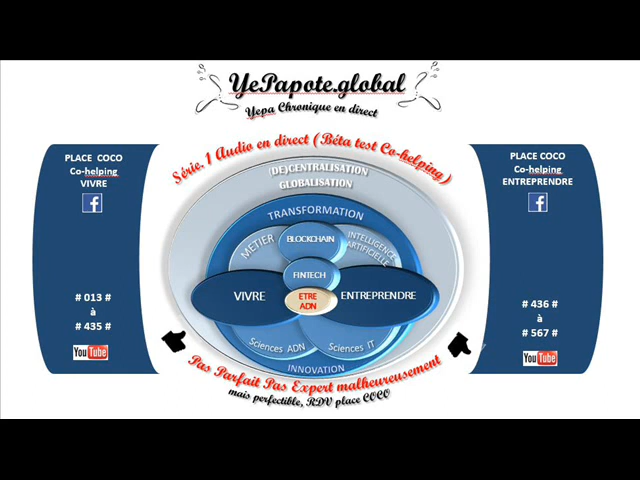 YePapote.global
Yepa Chronique en direct
Série, 1 Audio en direct (Béta test Co-helping)
PLACE COCO
Co-helping
VIVRE
# 013 #
à
# 435 #
YouTube
(DE)CENTRALISATION
GLOBALISATION
TRANSFORMATION
METIER
BLOCKCHAIN
INTELLIGENCE
ARTIFICIELLE
FINTECH
VIVRE
ETRE
ADN
ENTREPRENDRE
Sciences ADN
Sciences IT
INNOVATION
PLACE COCO
Co-helping
ENTREPRENDRE
# 436 #
à
# 567 #
YouTube
Pas Parfait Pas Expert malheureusement
mais perfectible, RDV place COCO